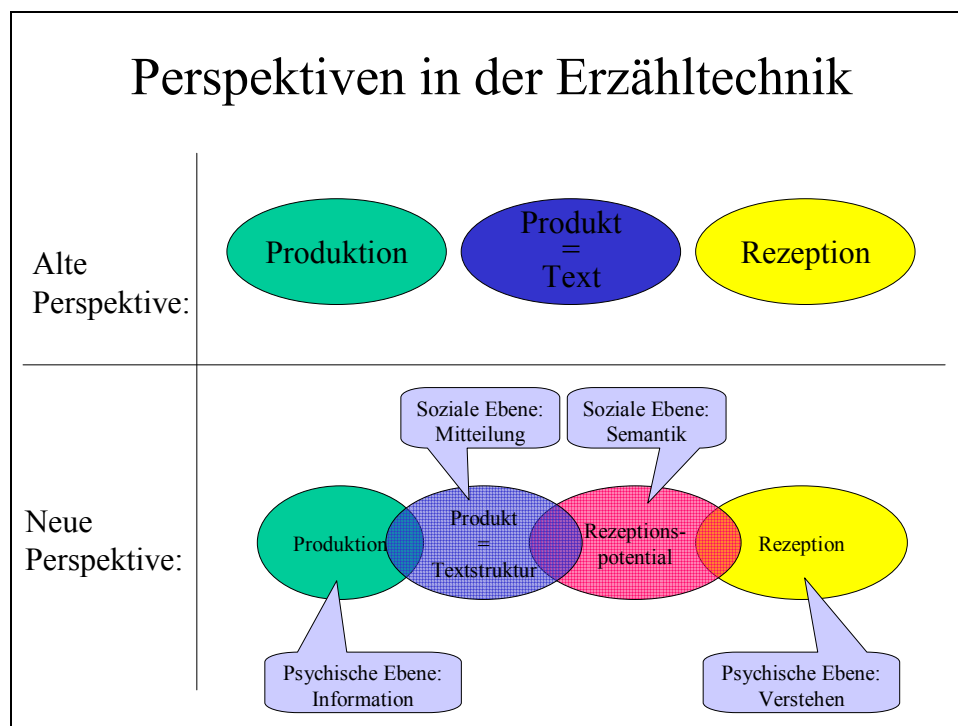 Perspektiven in der Erzähltechnik
Alte
Perspektive:
Produktion
Produkt
=
Text
Rezeption
Neue
Perspektive:
Soziale Ebene:
Mitteilung
Soziale Ebene:
Semantik
Produktion
Produkt
=
Textstruktur
Rezeptions-
potential
Rezeption
Psychische Ebene:
Information
Psychische Ebene:
Verstehen